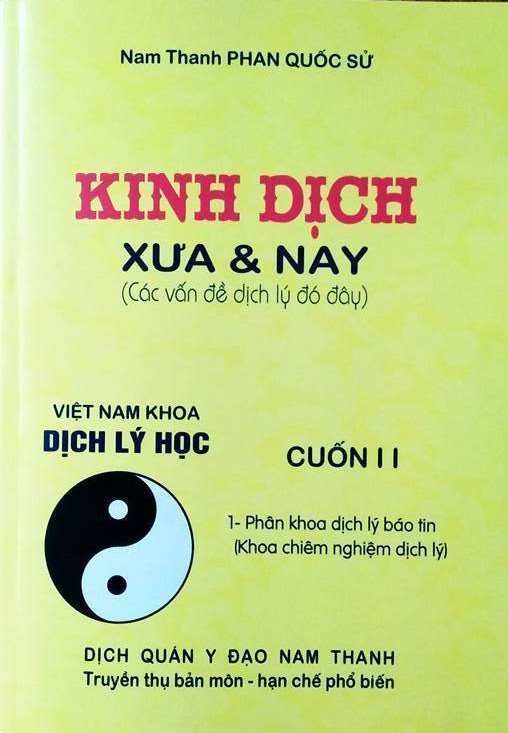 Nam Thanh PHAN QUỐC SỬ
KINH DỊCH
XƯA & NAY
(Các vấn đề dịch lý đó đây)
VIỆT NAM KHOA
DỊCH LÝ HỌC
CUỐN I I
1- Phân khoa dịch lý báo tin
(Khoa chiêm nghiệm dịch lý)
DỊCH QUÁN Y ĐẠO NAM THANH
Truyền thụ bản môn - hạn chế phổ biến